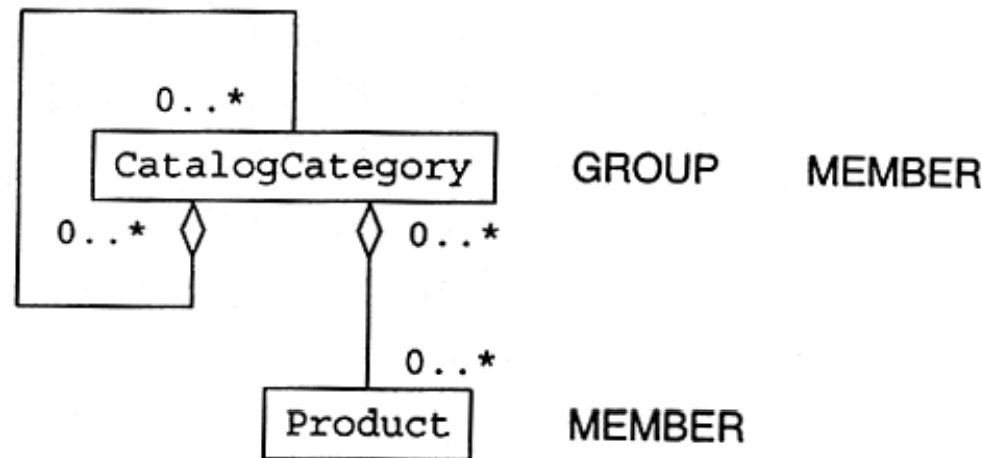 0..*
CatalogCategory GROUP MEMBER
0..* 0..*
0..*
Product MEMBER